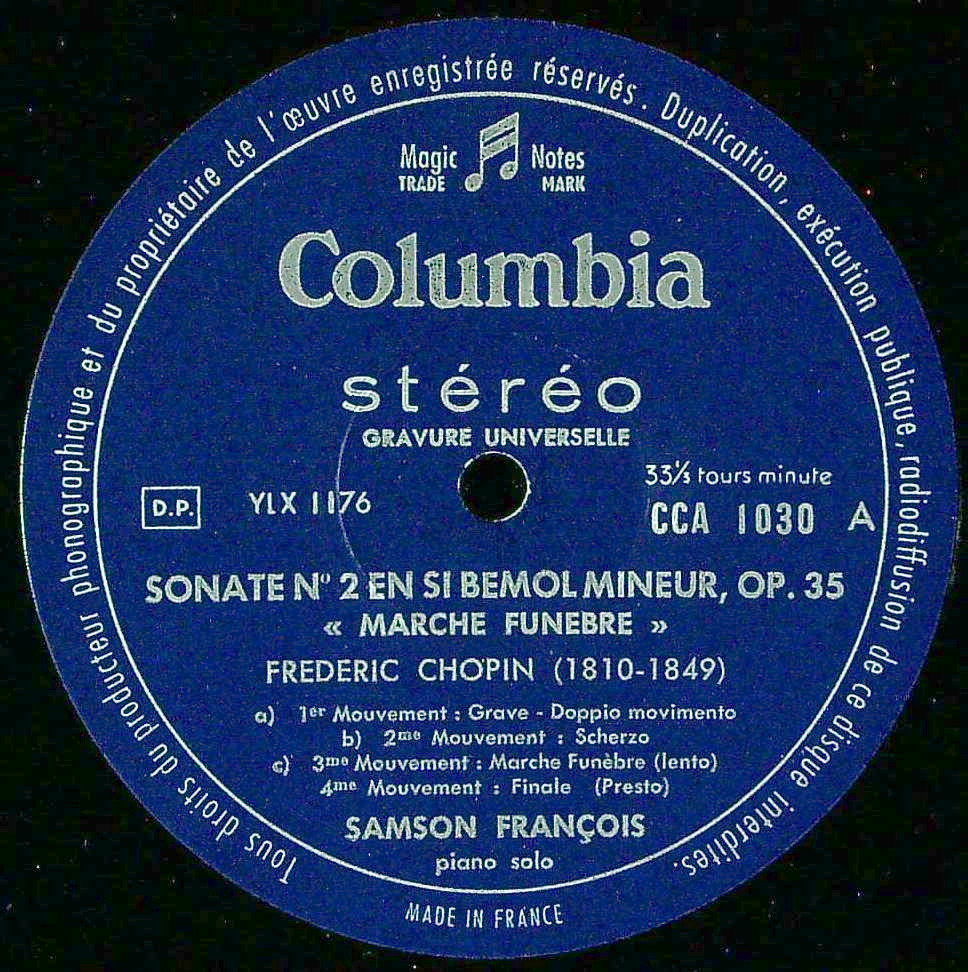 Tous droits du producteur phonographique et du propriétaire de l'œuvre enregistrée réservés. Duplication, exécution publique, radiodiffusion de ce disque interdites.
Magic Notes
TRADE MARK
Columbia
stéréo
GRAVURE UNIVERSELLE
33⅓ tours minute
D.P. YLX 1176 CCA 1030 A
SONATE N° 2 EN SI BEMOL MINEUR, OP. 35
« MARCHE FUNEBRE »
FREDERIC CHOPIN (1810-1849)
a) 1er Mouvement : Grave - Doppio movimento
b) 2me Mouvement : Scherzo
c) 3me Mouvement : Marche Funèbre (lento)
4me Mouvement : Finale (Presto)
SAMSON FRANÇOIS
piano solo
MADE IN FRANCE